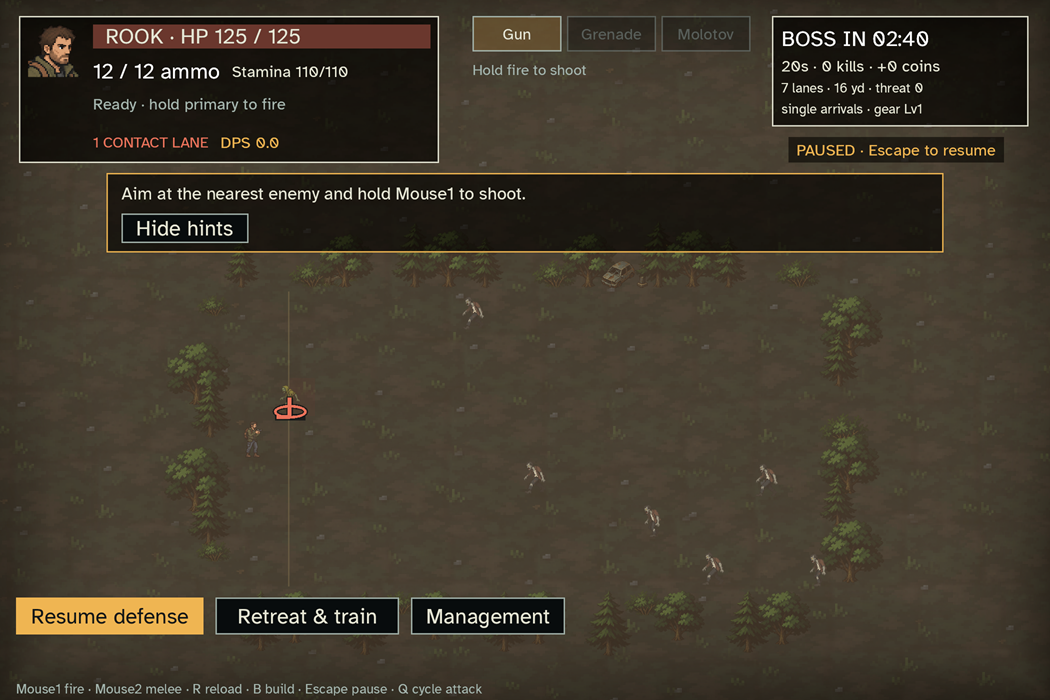 ROOK · HP 125 / 125
12 / 12 ammo Stamina 110/110
Ready · hold primary to fire
1 CONTACT LANE DPS 0.0
Gun Grenade Molotov
Hold fire to shoot
BOSS IN 02:40
20s · 0 kills · +0 coins
7 lanes · 16 yd · threat 0
single arrivals · gear Lv1
PAUSED · Escape to resume
Aim at the nearest enemy and hold Mouse1 to shoot.
Hide hints
Resume defense Retreat & train Management
Mouse1 fire · Mouse2 melee · R reload · B build · Escape pause · Q cycle attack